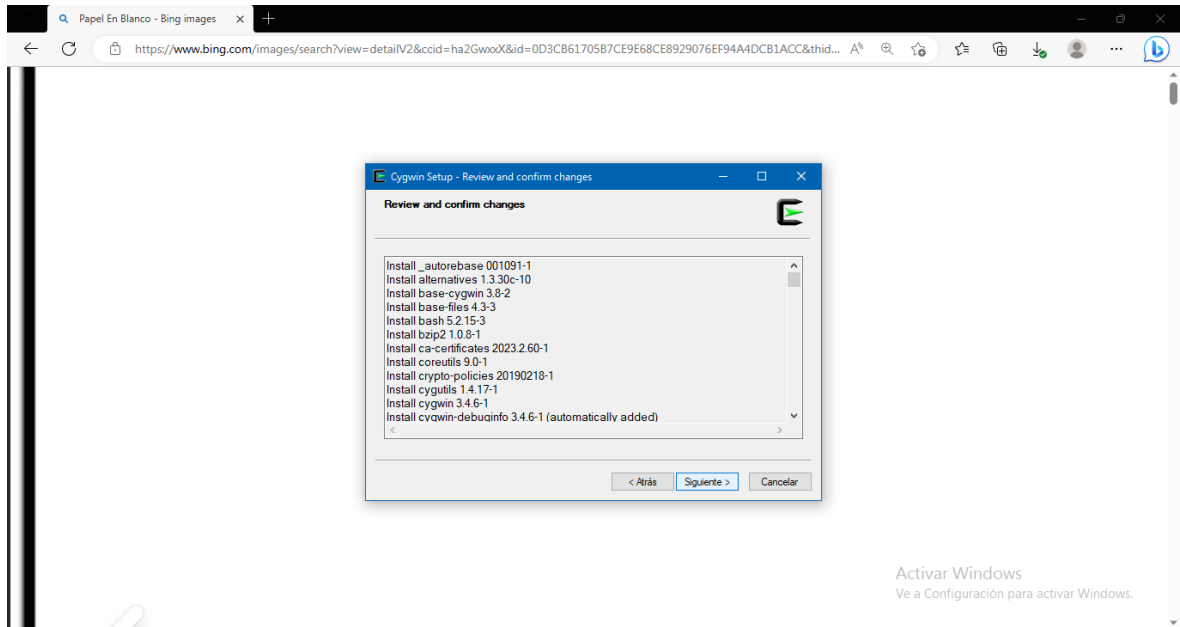 Papel En Blanco - Bing images
https://www.bing.com/images/search?view=detailV2&ccid=ha2GwxxX&id=0D3CB61705B7CE9E68CE8929076EF94A4DCB1ACC&thid...
Cygwin Setup - Review and confirm changes
Review and confirm changes
Install _autorebase 001091-1
Install alternatives 1.3.30c-10
Install base-cygwin 3.8-2
Install base-files 4.3-3
Install bash 5.2.15-3
Install bzip2 1.0.8-1
Install ca-certificates 2023.2.60-1
Install coreutils 9.0-1
Install crypto-policies 20190218-1
Install cygutils 1.4.17-1
Install cygwin 3.4.6-1
Install cygwin-debuginfo 3.4.6-1 (automatically added)
< Atrás Siguiente > Cancelar
Activar Windows
Ve a Configuración para activar Windows.